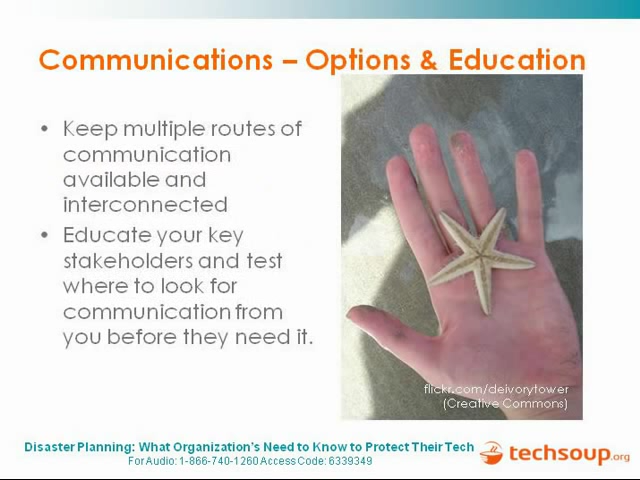 Communications – Options & Education
• Keep multiple routes of
communication
available and
interconnected
• Educate your key
stakeholders and test
where to look for
communication from
you before they need it.
flickr.com/deivorytower
(Creative Commons)
Disaster Planning: What Organization's Need to Know to Protect Their Tech
For Audio: 1-866-740-1260 Access Code: 6339349
techsoup.org